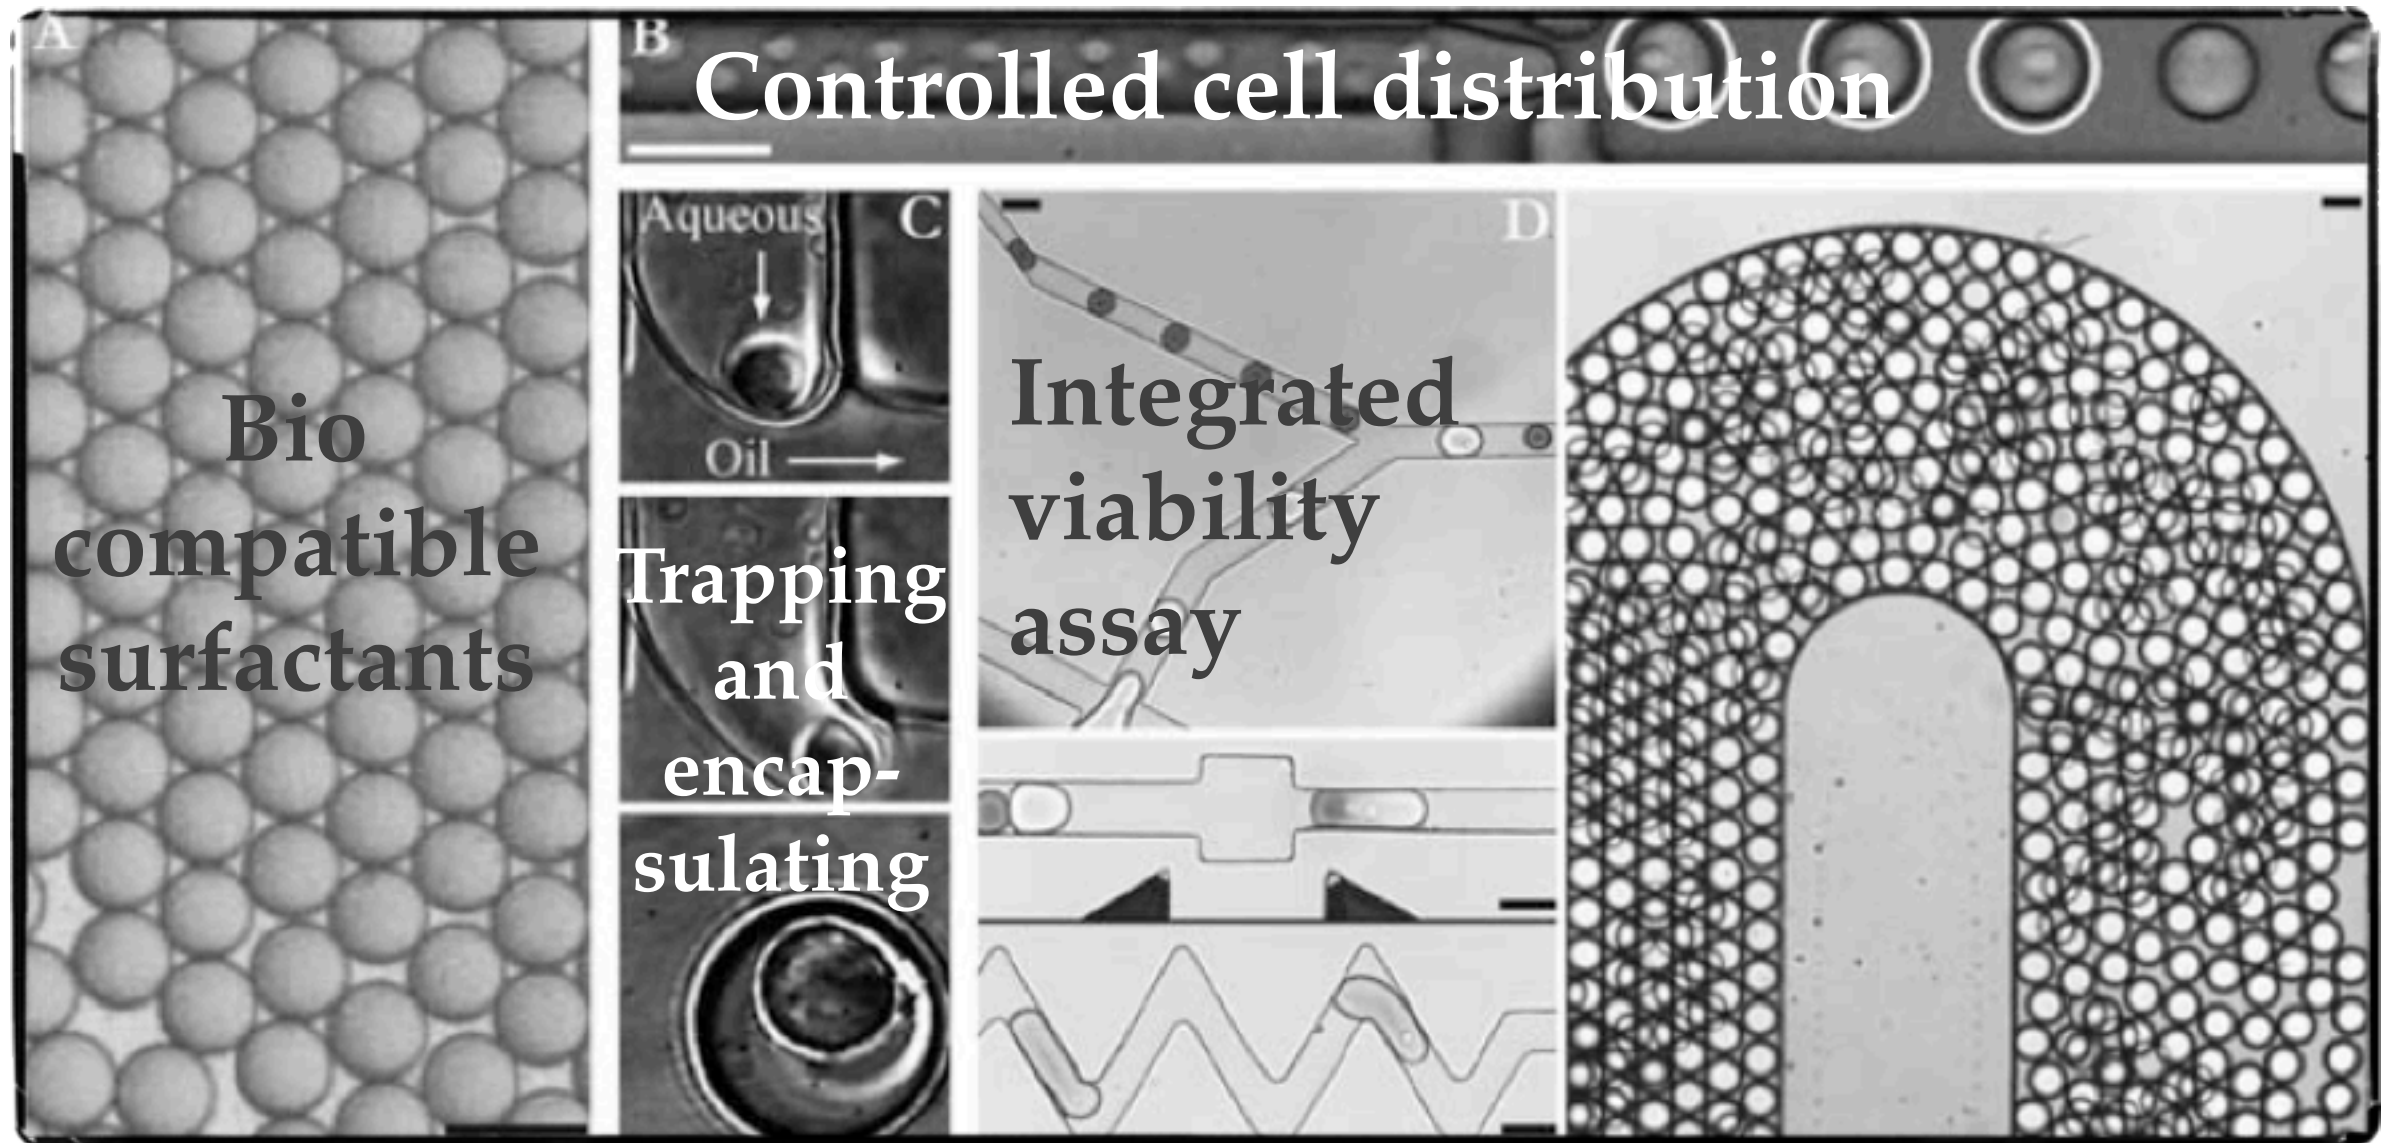 A
Bio
compatible
surfactants
B
Controlled cell distribution
Aqueous
C
Oil
Trapping
and
encap-
sulating
D
Integrated
viability
assay